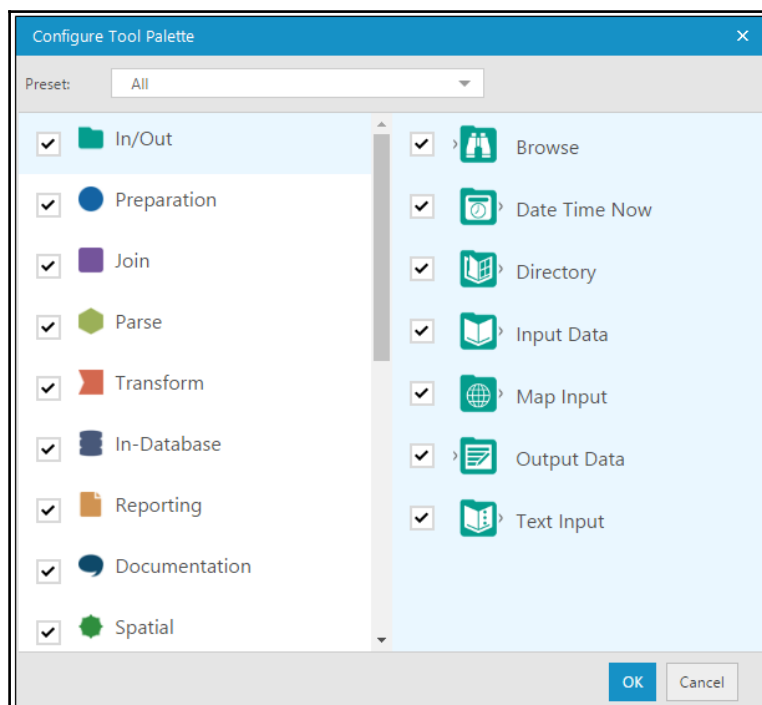 Configure Tool Palette
Preset:
All
In/Out
Preparation
Join
Parse
Transform
In-Database
Reporting
Documentation
Spatial
Browse
Date Time Now
Directory
Input Data
Map Input
Output Data
Text Input
OK
Cancel